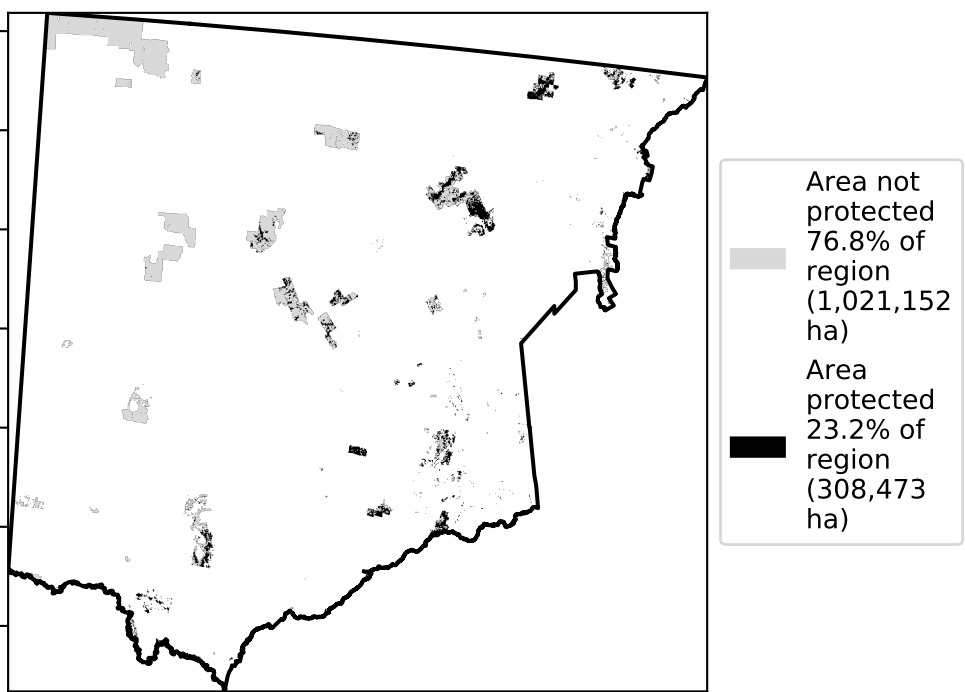 Area not
protected
76.8% of
region
(1,021,152
ha)
Area
protected
23.2% of
region
(308,473
ha)